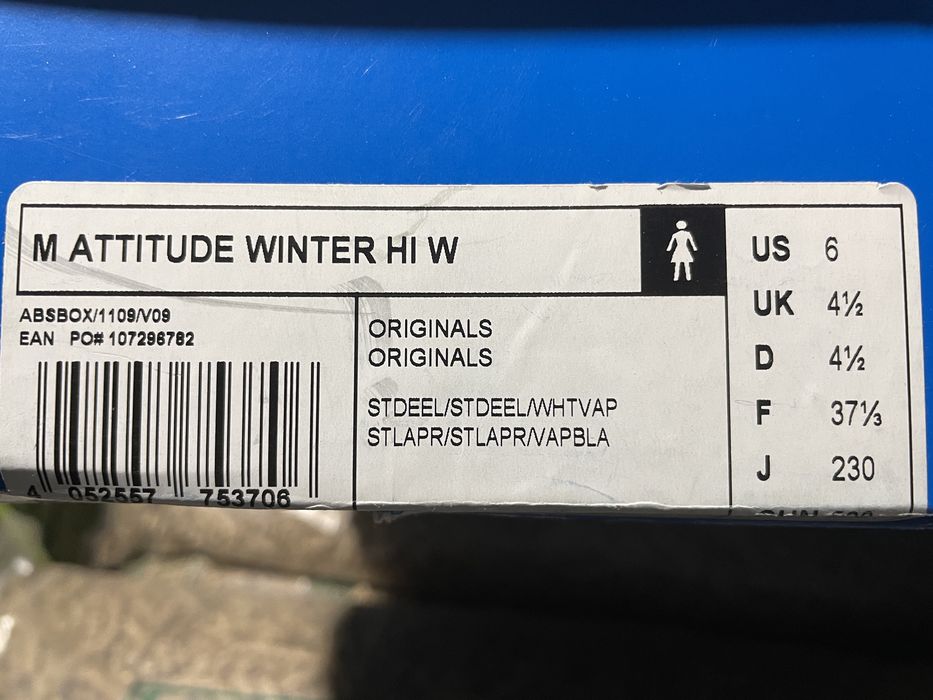 M ATTITUDE WINTER HI W
ABSBOX/1109/V09
EAN PO# 107296782
4 052557 753706
ORIGINALS
ORIGINALS
STDEEL/STDEEL/WHTVAP
STLAPR/STLAPR/VAPBLA
US 6
UK 4½
D 4½
F 37⅓
J 230